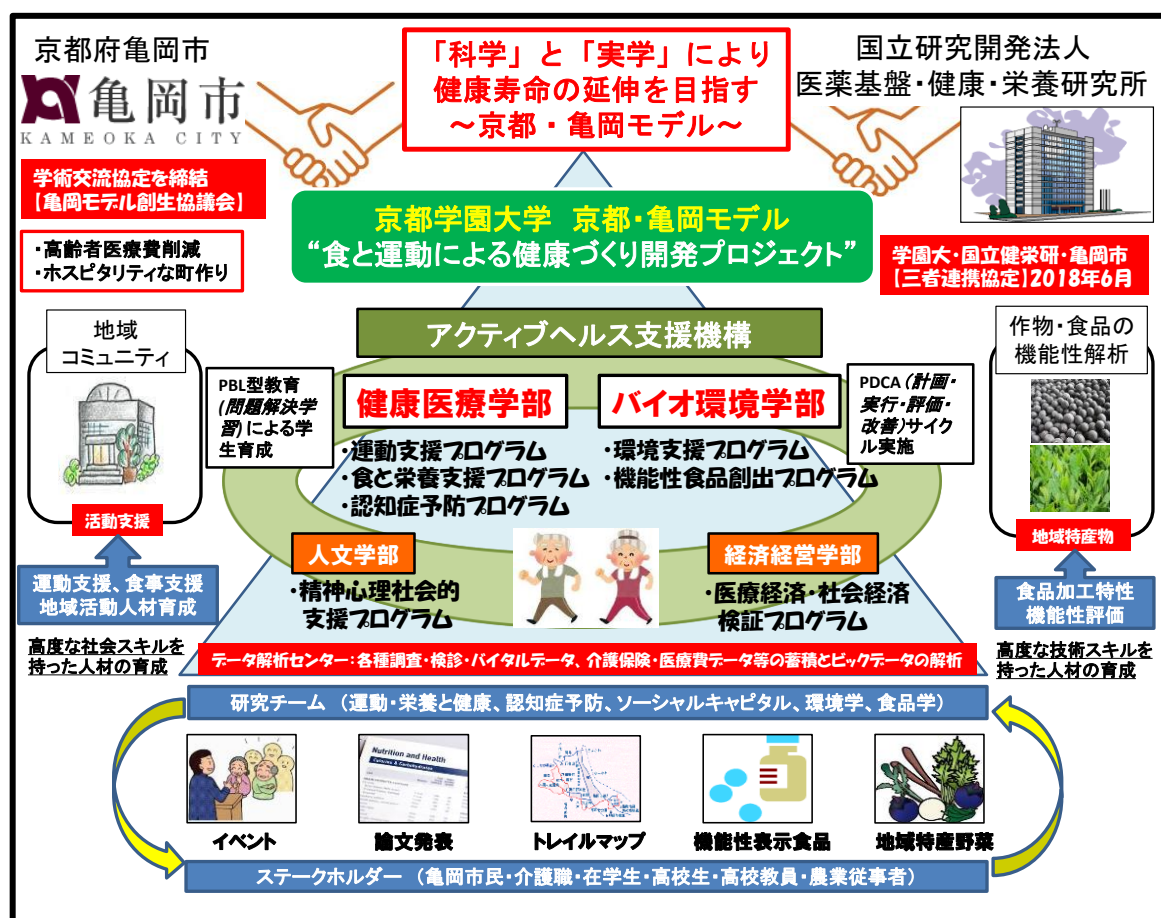 京都府亀岡市
亀岡市
KAMEOKA CITY
「科学」と「実学」により
健康寿命の延伸を目指す
～京都・亀岡モデル～
国立研究開発法人
医薬基盤・健康・栄養研究所
学術交流協定を締結
【亀岡モデル創生協議会】
・高齢者医療費削減
・ホスピタリティな町作り
京都学園大学 京都・亀岡モデル
“食と運動による健康づくり開発プロジェクト”
学園大・国立健栄研・亀岡市
【三者連携協定】2018年6月
アクティブヘルス支援機構
地域
コミュニティ
活動支援
運動支援、食事支援
地域活動人材育成
高度な社会スキルを
持った人材の育成
PBL型教育
(問題解決学
習)による学
生育成
健康医療学部
・運動支援プログラム
・食と栄養支援プログラム
・認知症予防プログラム
バイオ環境学部
・環境支援プログラム
・機能性食品創出プログラム
PDCA(計画・
実行・評価・
改善)サイク
ル実施
作物・食品の
機能性解析
地域特産物
食品加工特性
機能性評価
高度な技術スキルを
持った人材の育成
人文学部
・精神心理社会的
支援プログラム
経済経営学部
・医療経済・社会経済
検証プログラム
データ解析センター：各種調査・検診・バイタルデータ、介護保険・医療費データ等の蓄積とビックデータの解析
研究チーム （運動・栄養と健康、認知症予防、ソーシャルキャピタル、環境学、食品学）
Nutrition and Health
Calories & Carbohydrates
イベント
論文発表
トレイルマップ
機能性表示食品
地域特産野菜
ステークホルダー （亀岡市民・介護職・在学生・高校生・高校教員・農業従事者）